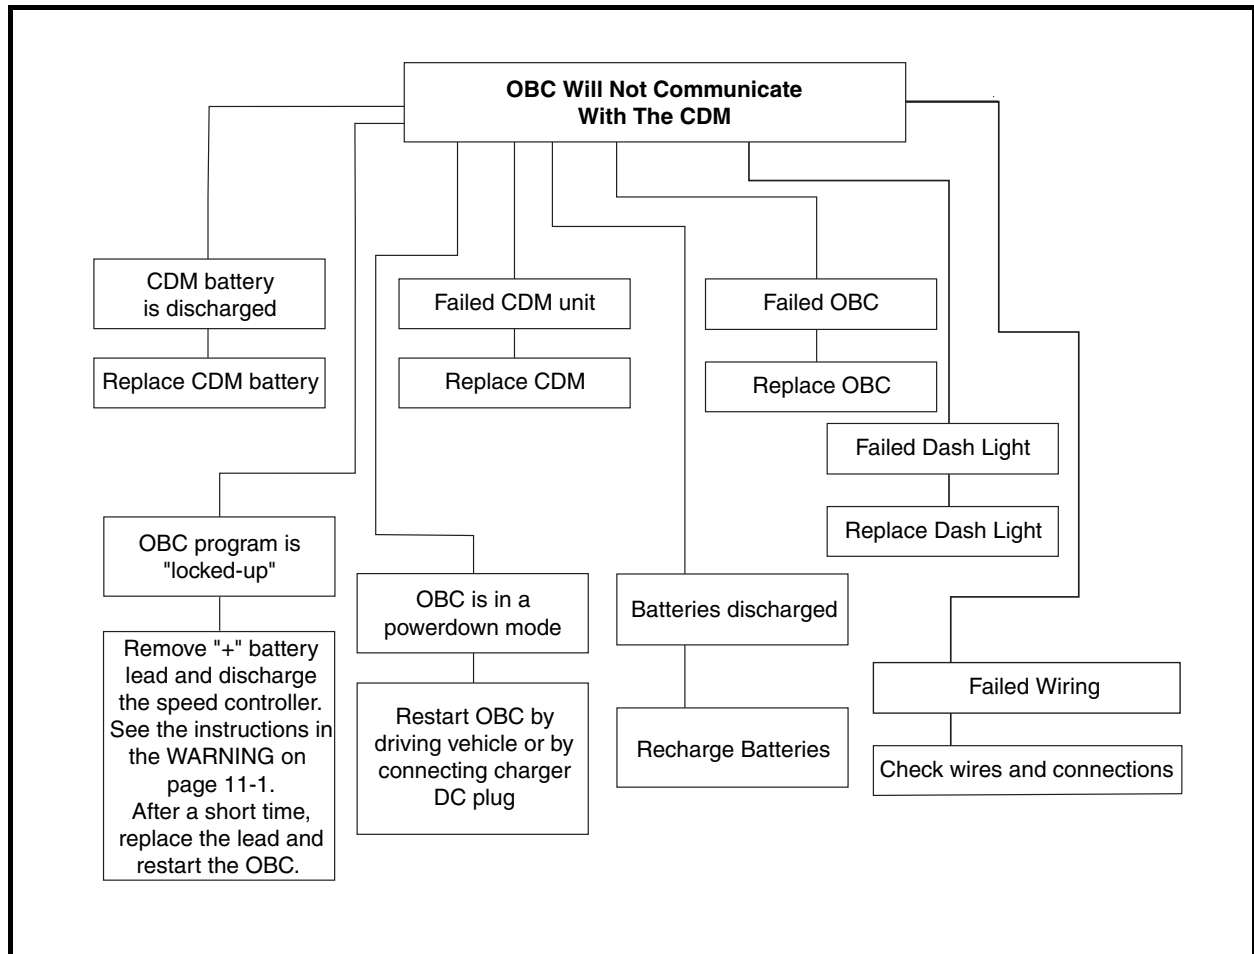 OBC Will Not Communicate
With The CDM
CDM battery
is discharged
Replace CDM battery
Failed CDM unit
Replace CDM
Failed OBC
Replace OBC
Failed Dash Light
Replace Dash Light
OBC program is
"locked-up"
Remove "+" battery
lead and discharge
the speed controller.
See the instructions in
the WARNING on
page 11-1.
After a short time,
replace the lead and
restart the OBC.
OBC is in a
powerdown mode
Restart OBC by
driving vehicle or by
connecting charger
DC plug
Batteries discharged
Recharge Batteries
Failed Wiring
Check wires and connections